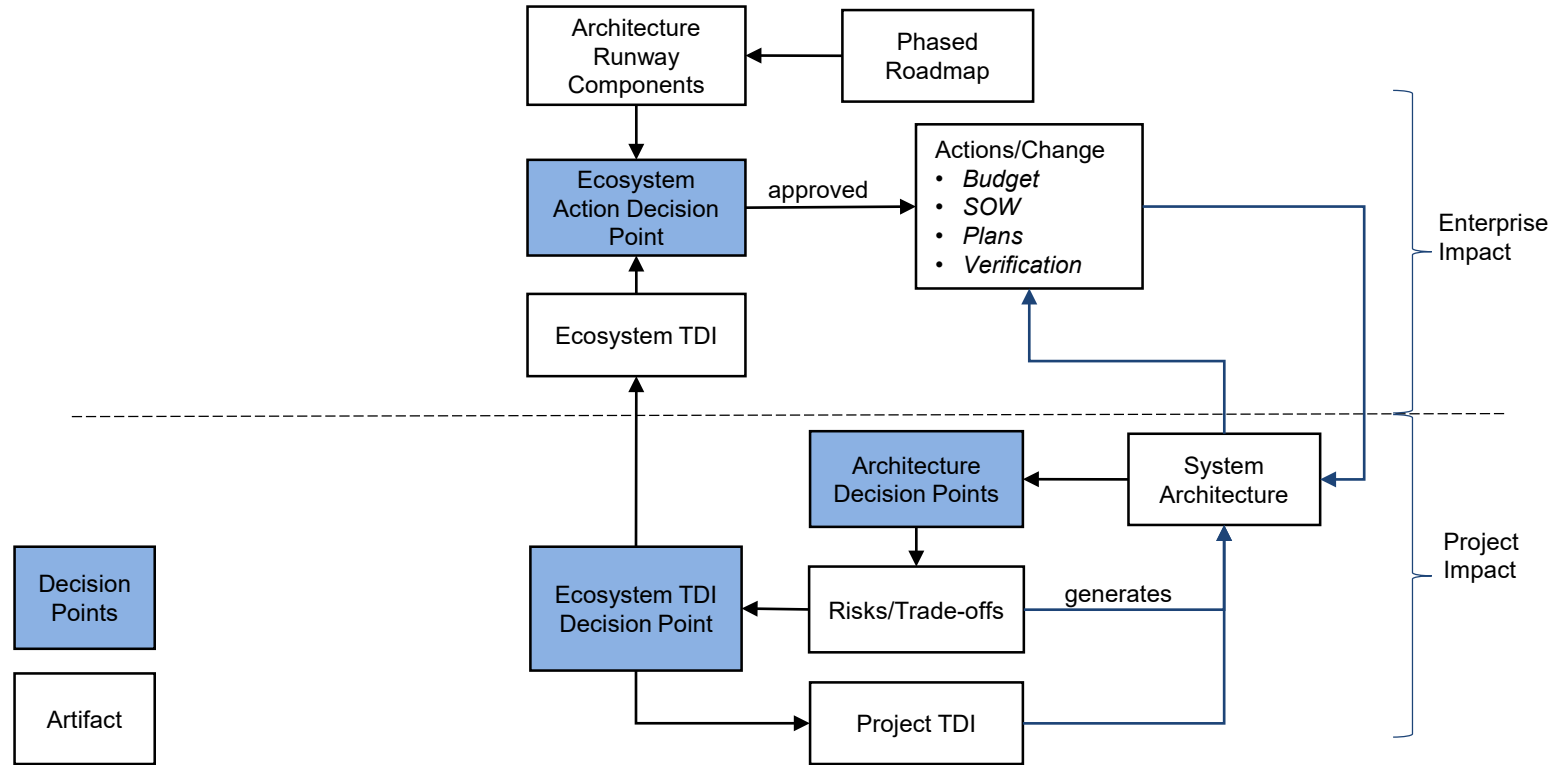 Architecture
Runway
Components
Phased
Roadmap
Ecosystem
Action Decision
Point
approved
Actions/Change
• Budget
• SOW
• Plans
• Verification
Enterprise
Impact
Ecosystem TDI
Architecture
Decision Points
System
Architecture
Decision
Points
Ecosystem TDI
Decision Point
Risks/Trade-offs
generates
Project
Impact
Artifact
Project TDI